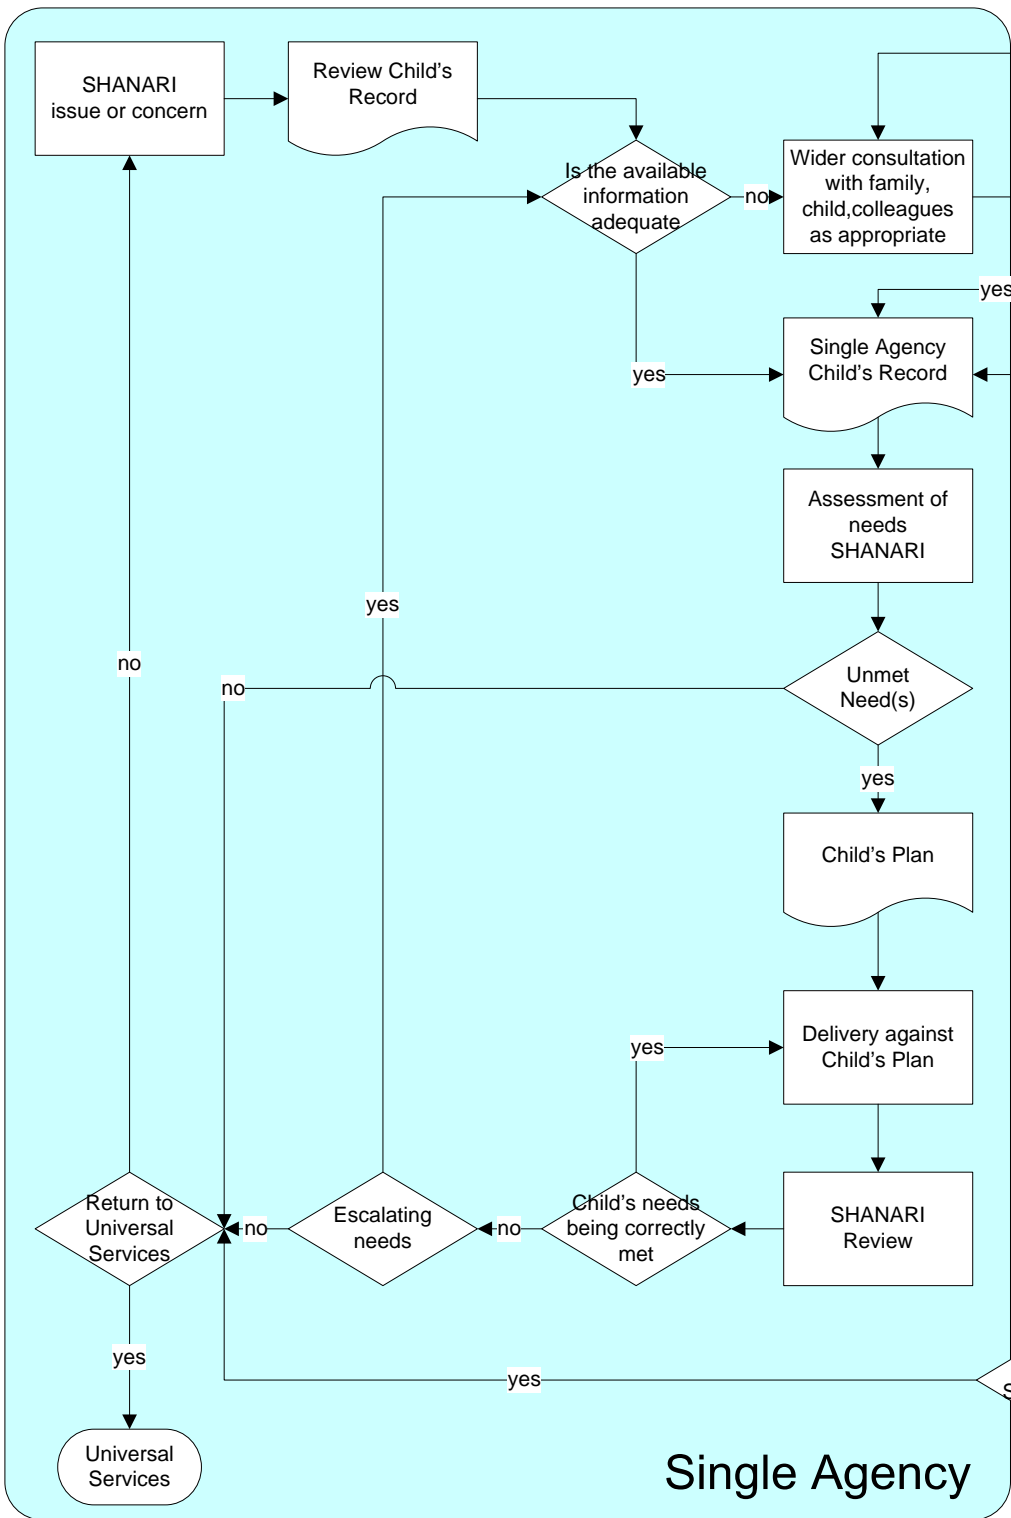 SHANARI
issue or concern
Review Child's
Record
Is the available
information
adequate
no
Wider consultation
with family,
child,colleagues
as appropriate
yes
Single Agency
Child's Record
yes
Assessment of
needs
SHANARI
yes
no
no
Unmet
Need(s)
yes
Child's Plan
yes
Delivery against
Child's Plan
Return to
Universal
Services
no
Escalating
needs
no
Child's needs
being correctly
met
SHANARI
Review
yes
yes
Universal
Services
Single Agency